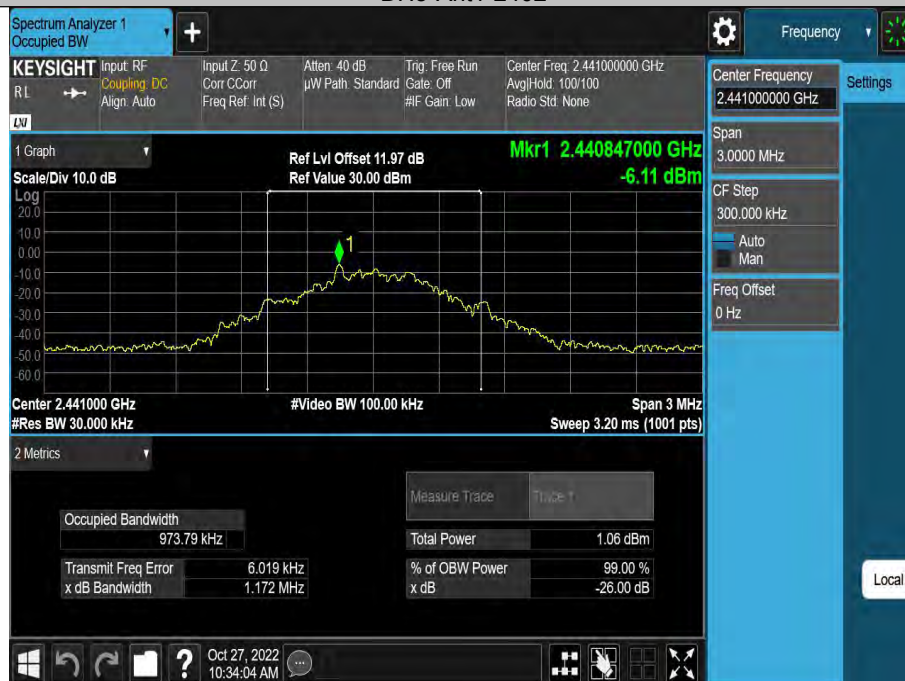 Spectrum Analyzer 1
Occupied BW
Frequency
KEYSIGHT
RL
LXI
Input: RF
Coupling: DC
Align: Auto
Input Z: 50 Ω
Corr CCorr
Freq Ref: Int (S)
Atten: 40 dB
µW Path: Standard
Trig: Free Run
Gate: Off
#IF Gain: Low
Center Freq: 2.441000000 GHz
Avg|Hold: 100/100
Radio Std: None
1 Graph
Scale/Div 10.0 dB
Ref Lvl Offset 11.97 dB
Ref Value 30.00 dBm
Mkr1 2.440847000 GHz
-6.11 dBm
Log
20.0
10.0
0.00
-10.0
-20.0
-30.0
-40.0
-50.0
-60.0
1
Center 2.441000 GHz
#Video BW 100.00 kHz
Span 3 MHz
#Res BW 30.000 kHz
Sweep 3.20 ms (1001 pts)
2 Metrics
Measure Trace
Trace 1
Occupied Bandwidth
973.79 kHz
Total Power
1.06 dBm
Transmit Freq Error
6.019 kHz
% of OBW Power
99.00 %
x dB Bandwidth
1.172 MHz
x dB
-26.00 dB
Center Frequency
2.441000000 GHz
Settings
Span
3.0000 MHz
CF Step
300.000 kHz
Auto
Man
Freq Offset
0 Hz
Local
Oct 27, 2022
10:34:04 AM